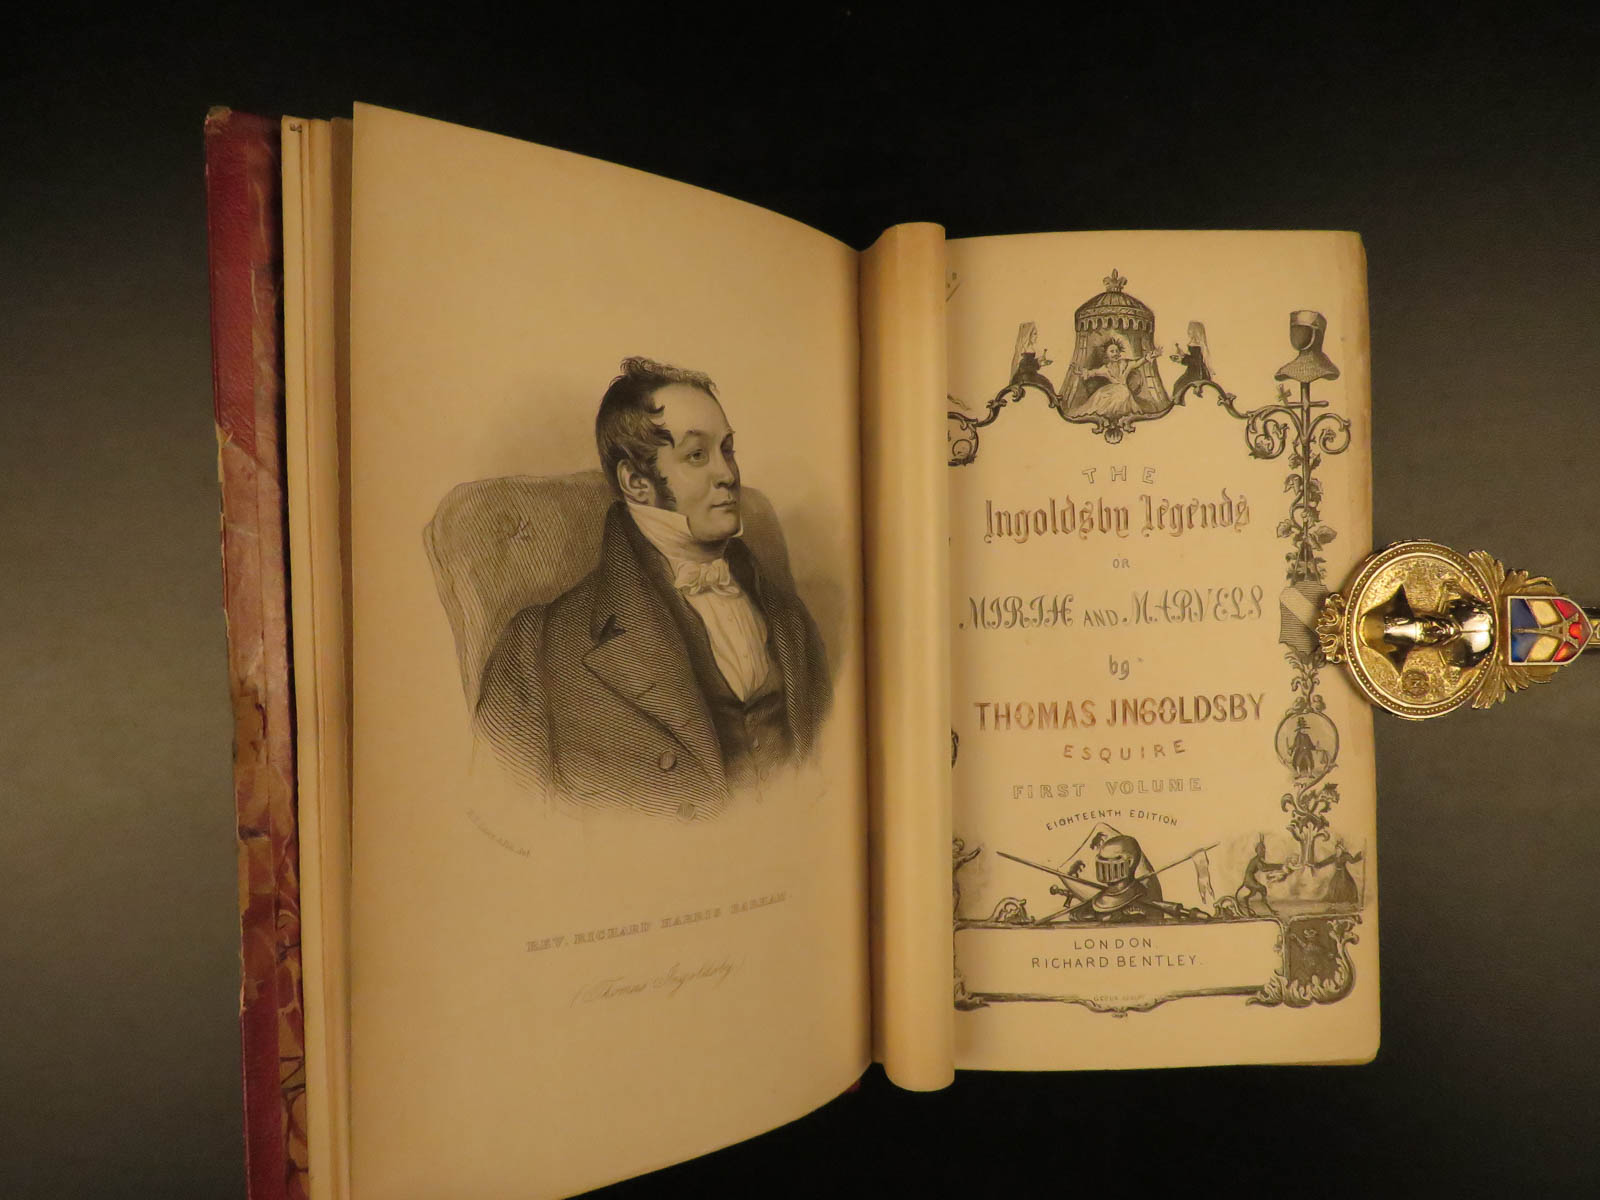 REV. RICHARD HARRIS BARHAM.
(Thomas Ingoldsby)
THE
Ingoldsby Legends
OR
MIRTH AND MARVELS
by
THOMAS INGOLDSBY
ESQUIRE
FIRST VOLUME
EIGHTEENTH EDITION
LONDON
RICHARD BENTLEY.